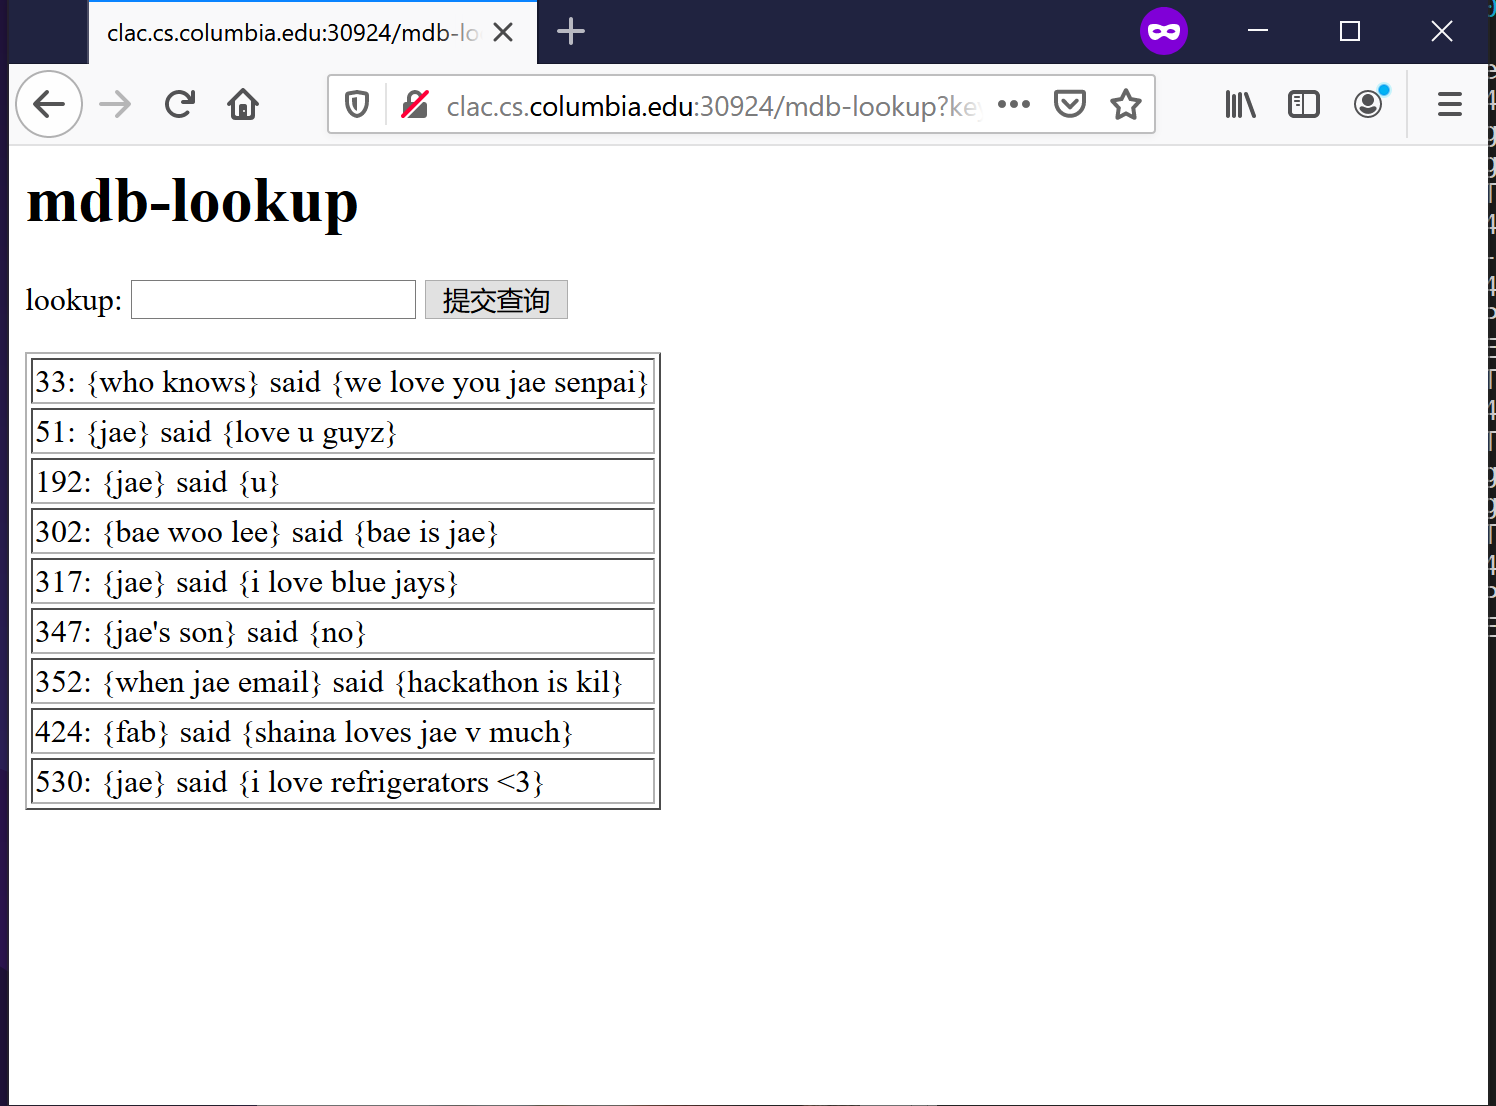 clac.cs.columbia.edu:30924/mdb-lo
clac.cs.columbia.edu:30924/mdb-lookup?key
mdb-lookup
lookup: 提交查询
33: {who knows} said {we love you jae senpai}
51: {jae} said {love u guyz}
192: {jae} said {u}
302: {bae woo lee} said {bae is jae}
317: {jae} said {i love blue jays}
347: {jae's son} said {no}
352: {when jae email} said {hackathon is kil}
424: {fab} said {shaina loves jae v much}
530: {jae} said {i love refrigerators <3}